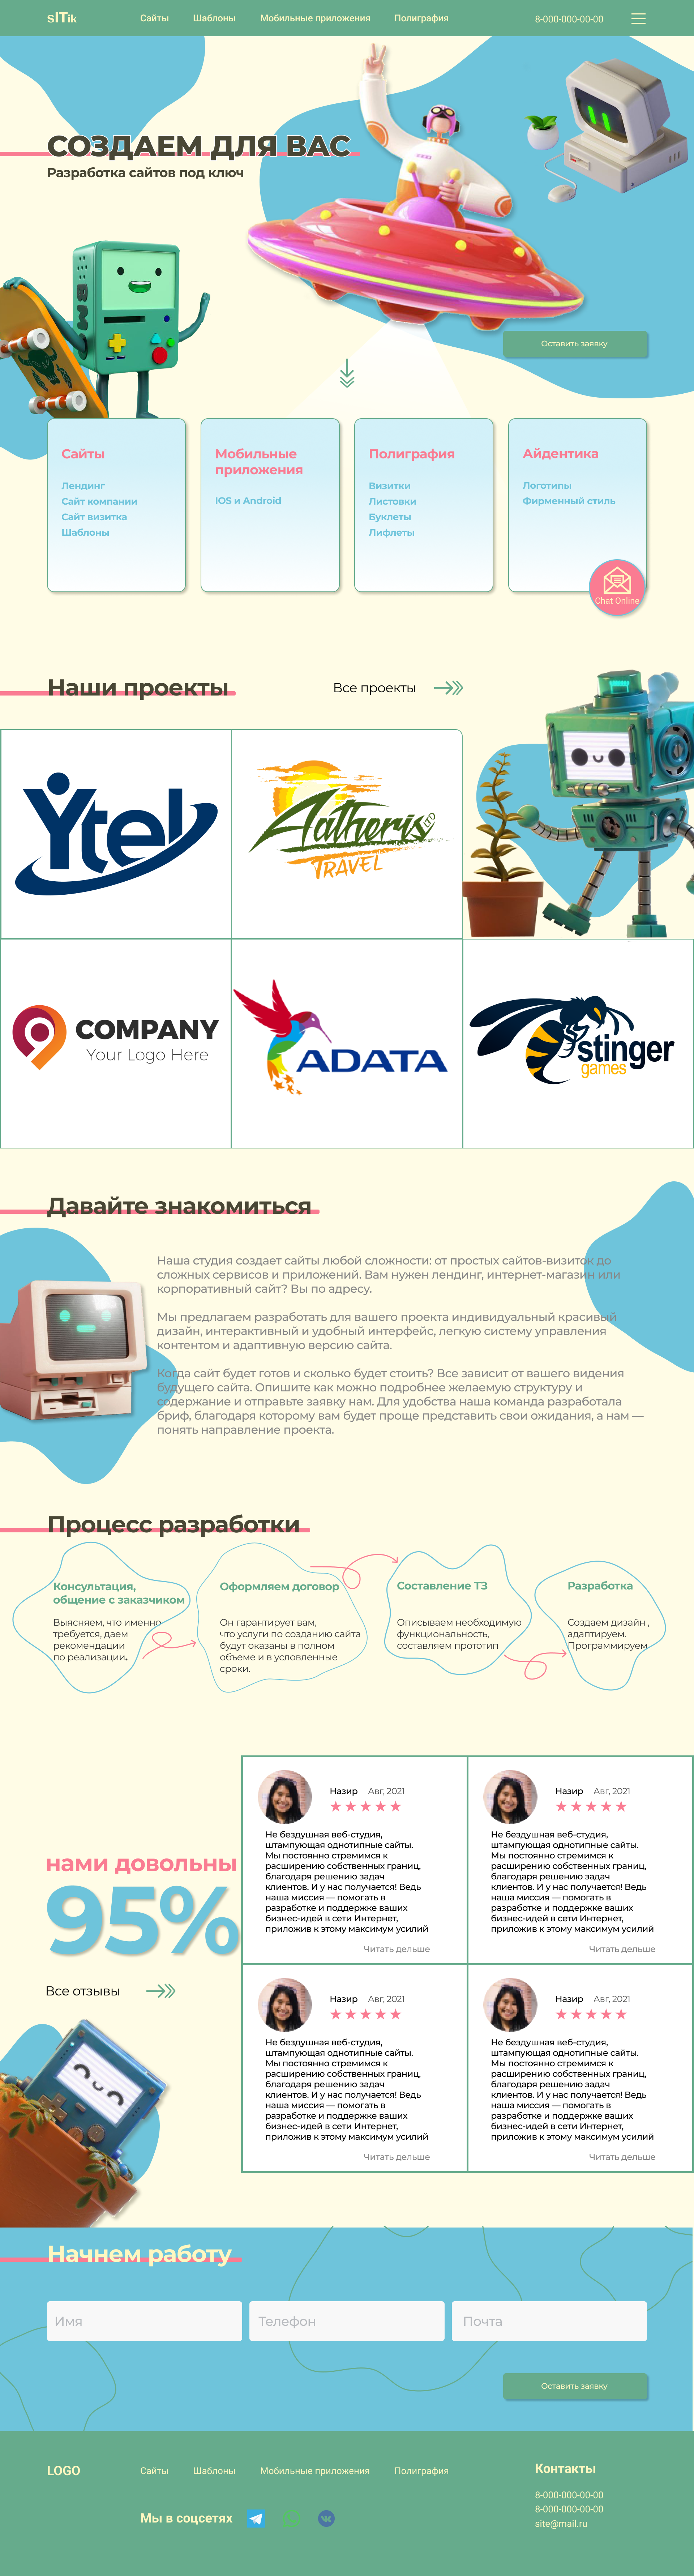 sITik
Сайты
Шаблоны
Мобильные приложения
Полиграфия
8-000-000-00-00
СОЗДАЕМ ДЛЯ ВАС
Разработка сайтов под ключ
BM
Оставить заявку
Сайты
Лендинг
Сайт компании
Сайт визитка
Шаблоны
Мобильные
приложения
IOS и Android
Полиграфия
Визитки
Листовки
Буклеты
Лифлеты
Айдентика
Логотипы
Фирменный стиль
Chat Online
Наши проекты
Все проекты
Ytel
Aatheris
TRAVEL
COMPANY
Your Logo Here
ADATA
stinger
games
Давайте знакомиться
Наша студия создает сайты любой сложности: от простых сайтов-визиток до
сложных сервисов и приложений. Вам нужен лендинг, интернет-магазин или
корпоративный сайт? Вы по адресу.
Мы предлагаем разработать для вашего проекта индивидуальный красивый
дизайн, интерактивный и удобный интерфейс, легкую систему управления
контентом и адаптивную версию сайта.
Когда сайт будет готов и сколько будет стоить? Все зависит от вашего видения
будущего сайта. Опишите как можно подробнее желаемую структуру и
содержание и отправьте заявку нам. Для удобства наша команда разработала
бриф, благодаря которому вам будет проще представить свои ожидания, а нам —
понять направление проекта.
Процесс разработки
Консультация,
общение с заказчиком
Выясняем, что именно
требуется, даем
рекомендации
по реализации.
Оформляем договор
Он гарантирует вам,
что услуги по созданию сайта
будут оказаны в полном
объеме и в условленные
сроки.
Составление ТЗ
Описываем необходимую
функциональность,
составляем прототип
Разработка
Создаем дизайн ,
адаптируем.
Программируем
нами довольны
95%
Все отзывы
Назир Авг, 2021
Не бездушная веб-студия,
штампующая однотипные сайты.
Мы постоянно стремимся к
расширению собственных границ,
благодаря решению задач
клиентов. И у нас получается! Ведь
наша миссия — помогать в
разработке и поддержке ваших
бизнес-идей в сети Интернет,
приложив к этому максимум усилий
Читать дельше
Назир Авг, 2021
Не бездушная веб-студия,
штампующая однотипные сайты.
Мы постоянно стремимся к
расширению собственных границ,
благодаря решению задач
клиентов. И у нас получается! Ведь
наша миссия — помогать в
разработке и поддержке ваших
бизнес-идей в сети Интернет,
приложив к этому максимум усилий
Читать дельше
Назир Авг, 2021
Не бездушная веб-студия,
штампующая однотипные сайты.
Мы постоянно стремимся к
расширению собственных границ,
благодаря решению задач
клиентов. И у нас получается! Ведь
наша миссия — помогать в
разработке и поддержке ваших
бизнес-идей в сети Интернет,
приложив к этому максимум усилий
Читать дельше
Назир Авг, 2021
Не бездушная веб-студия,
штампующая однотипные сайты.
Мы постоянно стремимся к
расширению собственных границ,
благодаря решению задач
клиентов. И у нас получается! Ведь
наша миссия — помогать в
разработке и поддержке ваших
бизнес-идей в сети Интернет,
приложив к этому максимум усилий
Читать дельше
Начнем работу
Имя
Телефон
Почта
Оставить заявку
LOGO
Сайты
Шаблоны
Мобильные приложения
Полиграфия
Мы в соцсетях
Контакты
8-000-000-00-00
8-000-000-00-00
site@mail.ru